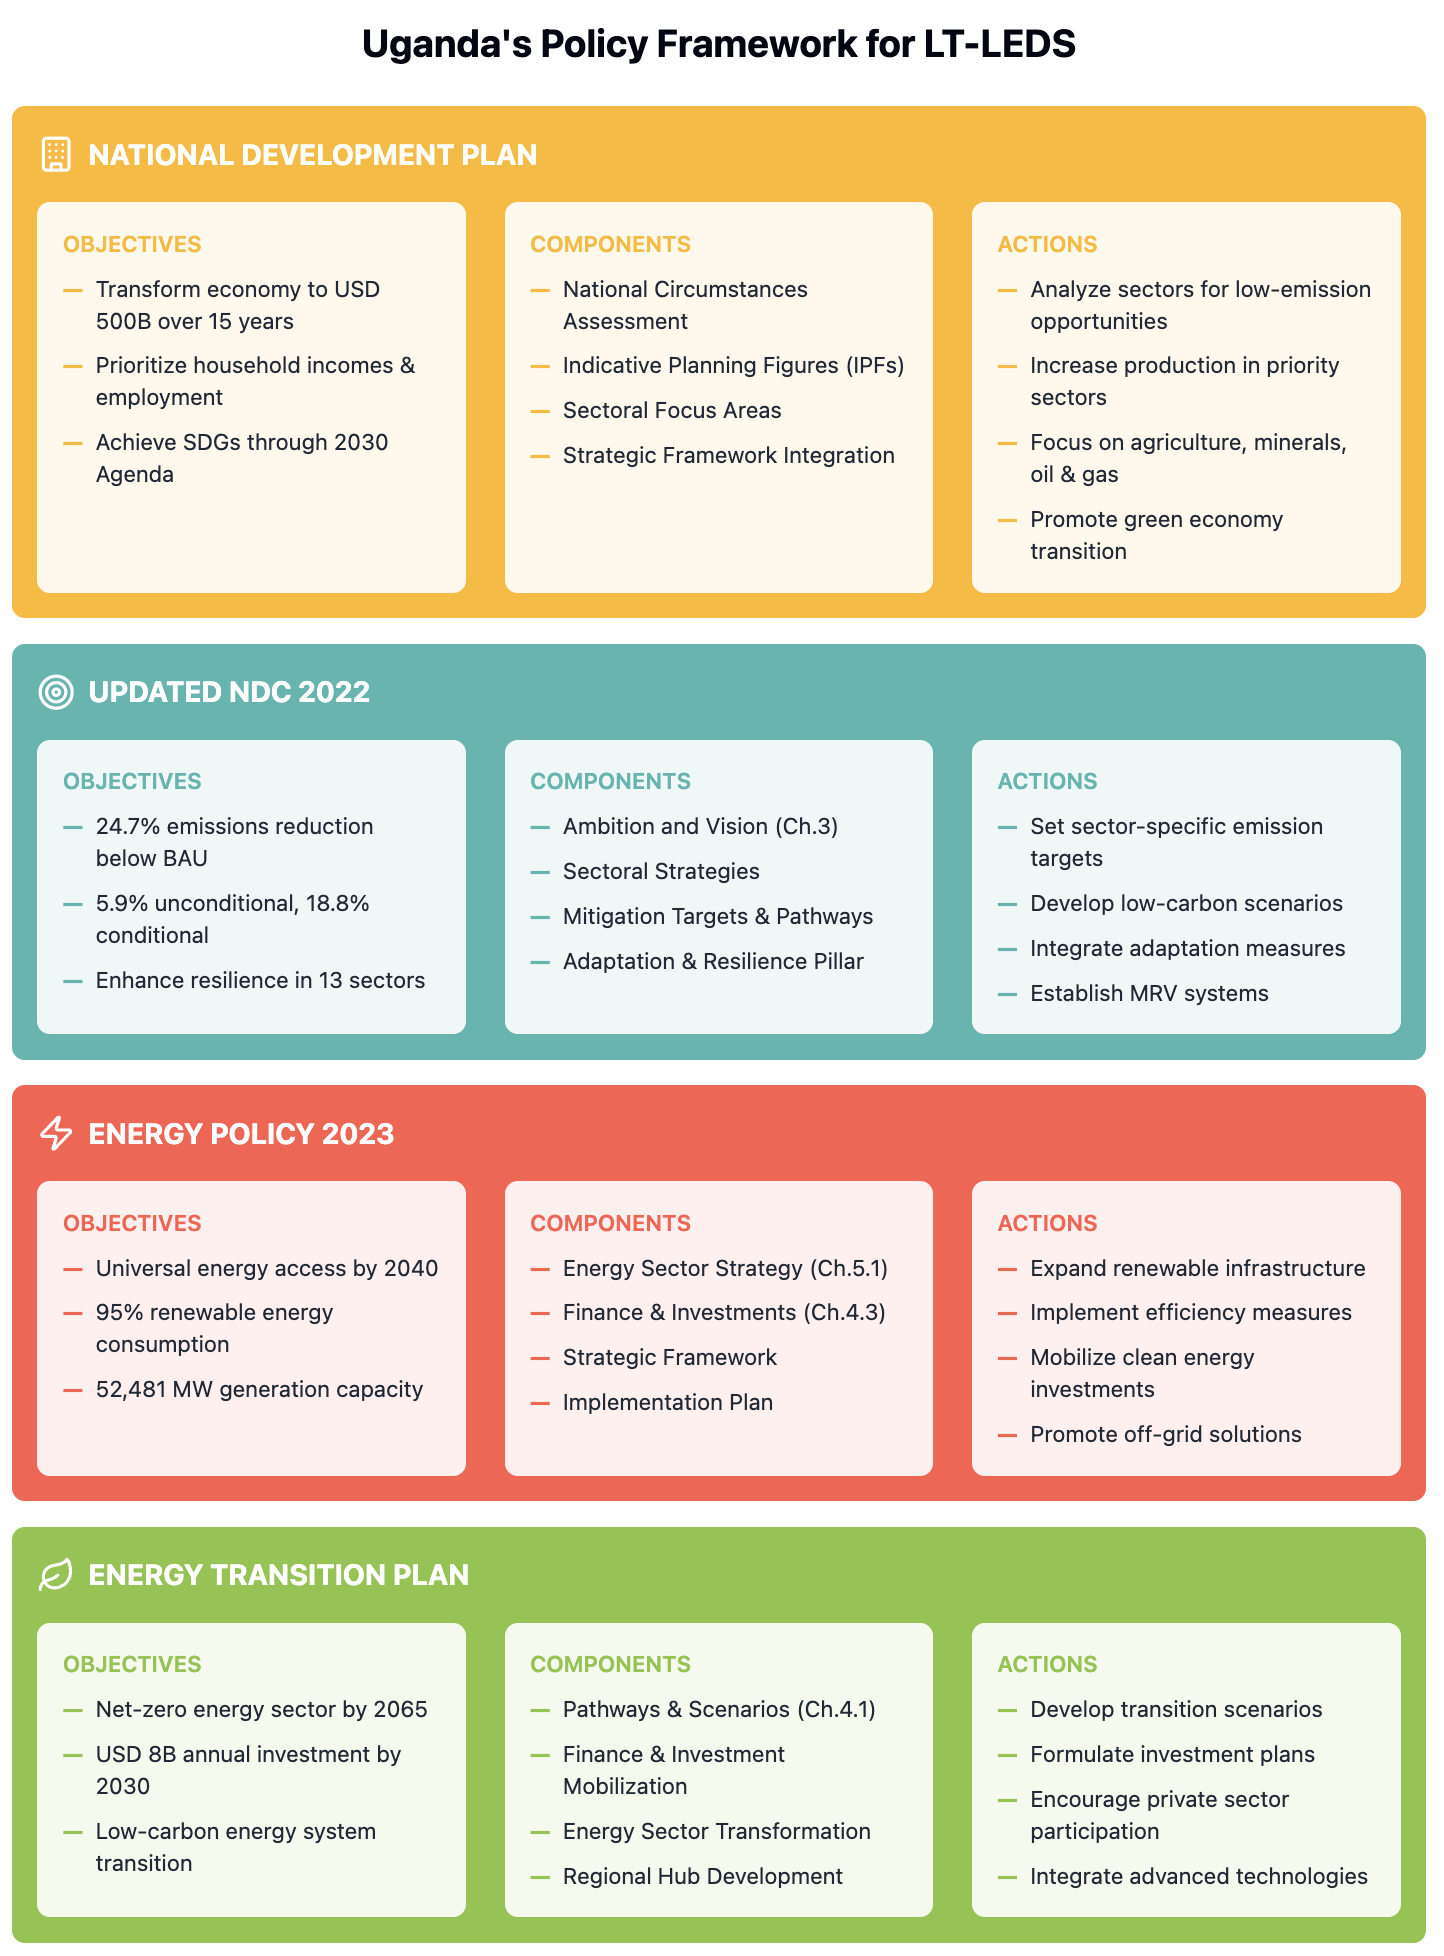 Uganda's Policy Framework for LT-LEDS
NATIONAL DEVELOPMENT PLAN
OBJECTIVES
— Transform economy to USD
500B over 15 years
— Prioritize household incomes &
employment
— Achieve SDGs through 2030
Agenda
COMPONENTS
— National Circumstances
Assessment
— Indicative Planning Figures (IPFs)
— Sectoral Focus Areas
— Strategic Framework Integration
ACTIONS
— Analyze sectors for low-emission
opportunities
— Increase production in priority
sectors
— Focus on agriculture, minerals,
oil & gas
— Promote green economy
transition
UPDATED NDC 2022
OBJECTIVES
— 24.7% emissions reduction
below BAU
— 5.9% unconditional, 18.8%
conditional
— Enhance resilience in 13 sectors
COMPONENTS
— Ambition and Vision (Ch.3)
— Sectoral Strategies
— Mitigation Targets & Pathways
— Adaptation & Resilience Pillar
ACTIONS
— Set sector-specific emission
targets
— Develop low-carbon scenarios
— Integrate adaptation measures
— Establish MRV systems
ENERGY POLICY 2023
OBJECTIVES
— Universal energy access by 2040
— 95% renewable energy
consumption
— 52,481 MW generation capacity
COMPONENTS
— Energy Sector Strategy (Ch.5.1)
— Finance & Investments (Ch.4.3)
— Strategic Framework
— Implementation Plan
ACTIONS
— Expand renewable infrastructure
— Implement efficiency measures
— Mobilize clean energy
investments
— Promote off-grid solutions
ENERGY TRANSITION PLAN
OBJECTIVES
— Net-zero energy sector by 2065
— USD 8B annual investment by
2030
— Low-carbon energy system
transition
COMPONENTS
— Pathways & Scenarios (Ch.4.1)
— Finance & Investment
Mobilization
— Energy Sector Transformation
— Regional Hub Development
ACTIONS
— Develop transition scenarios
— Formulate investment plans
— Encourage private sector
participation
— Integrate advanced technologies